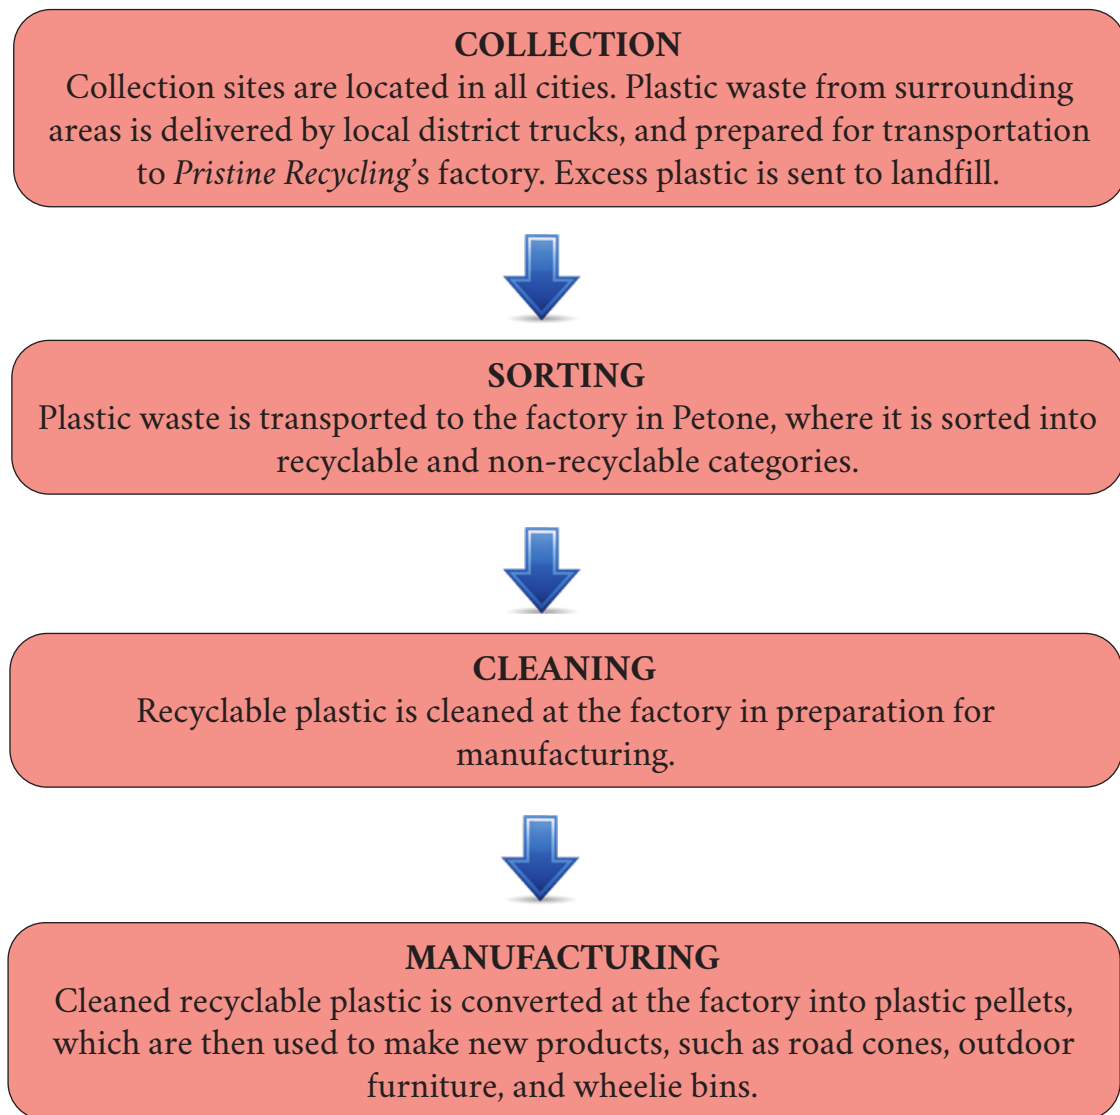 COLLECTION
Collection sites are located in all cities. Plastic waste from surrounding
areas is delivered by local district trucks, and prepared for transportation
to Pristine Recycling's factory. Excess plastic is sent to landfill.
SORTING
Plastic waste is transported to the factory in Petone, where it is sorted into
recyclable and non-recyclable categories.
CLEANING
Recyclable plastic is cleaned at the factory in preparation for
manufacturing.
MANUFACTURING
Cleaned recyclable plastic is converted at the factory into plastic pellets,
which are then used to make new products, such as road cones, outdoor
furniture, and wheelie bins.